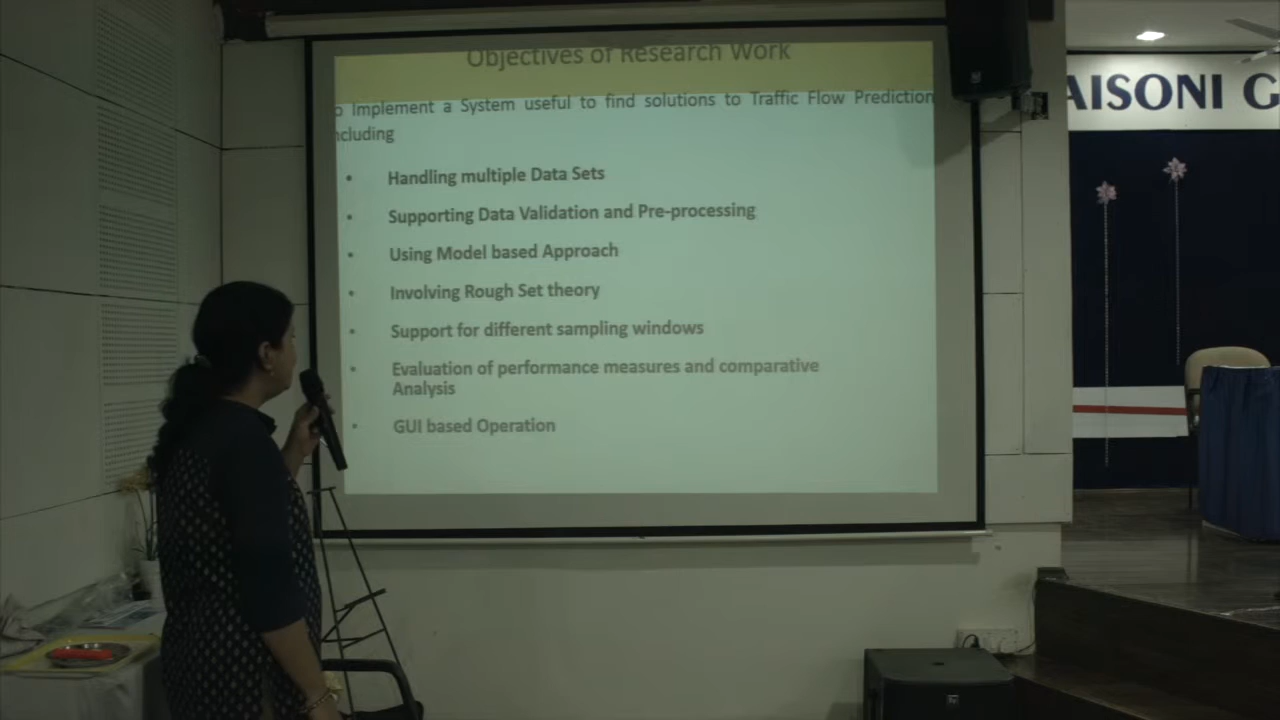 Objectives of Research Work
o Implement a System useful to find solutions to Traffic Flow Prediction
ncluding
• Handling multiple Data Sets
• Supporting Data Validation and Pre-processing
• Using Model based Approach
• Involving Rough Set theory
• Support for different sampling windows
• Evaluation of performance measures and comparative
Analysis
• GUI based Operation
AISONI G